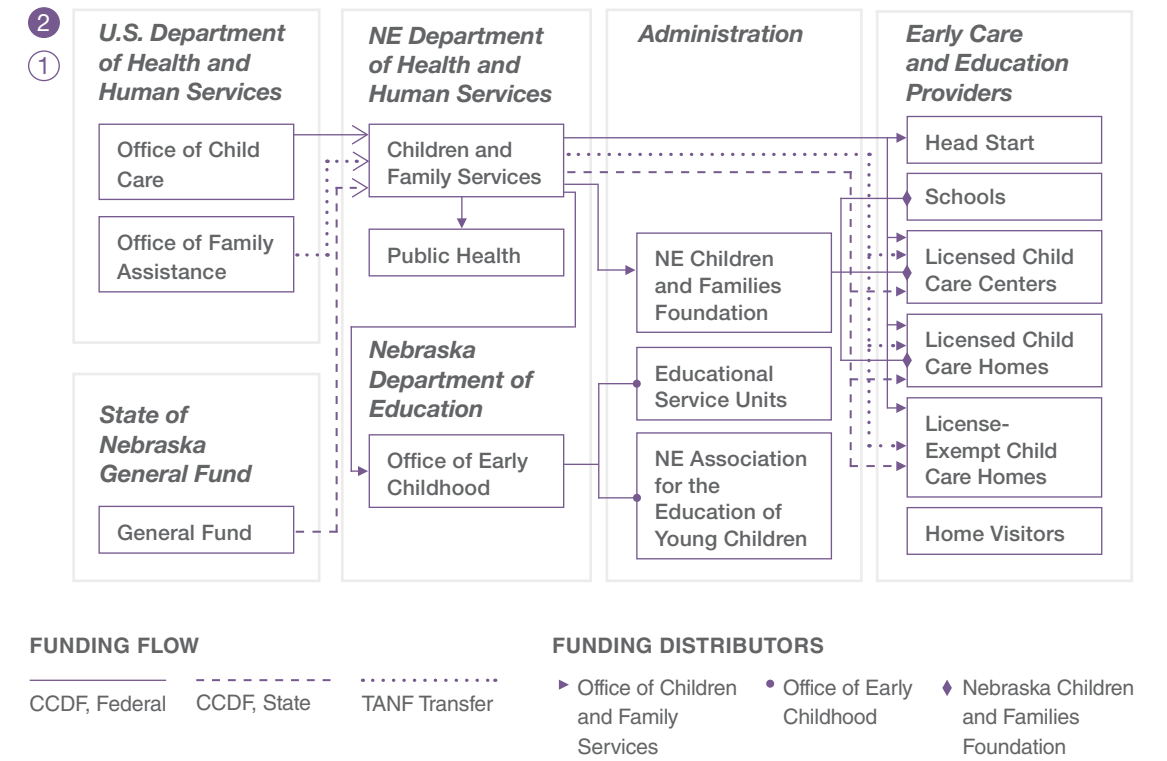 2
1
U.S. Department
of Health and
Human Services
Office of Child
Care
Office of Family
Assistance
State of
Nebraska
General Fund
General Fund
NE Department
of Health and
Human Services
Children and
Family Services
Public Health
Nebraska
Department of
Education
Office of Early
Childhood
Administration
NE Children
and Families
Foundation
Educational
Service Units
NE Association
for the
Education of
Young Children
Early Care
and Education
Providers
Head Start
Schools
Licensed Child
Care Centers
Licensed Child
Care Homes
License-
Exempt Child
Care Homes
Home Visitors
FUNDING FLOW
CCDF, Federal
CCDF, State
TANF Transfer
FUNDING DISTRIBUTORS
Office of Children
and Family
Services
Office of Early
Childhood
Nebraska Children
and Families
Foundation